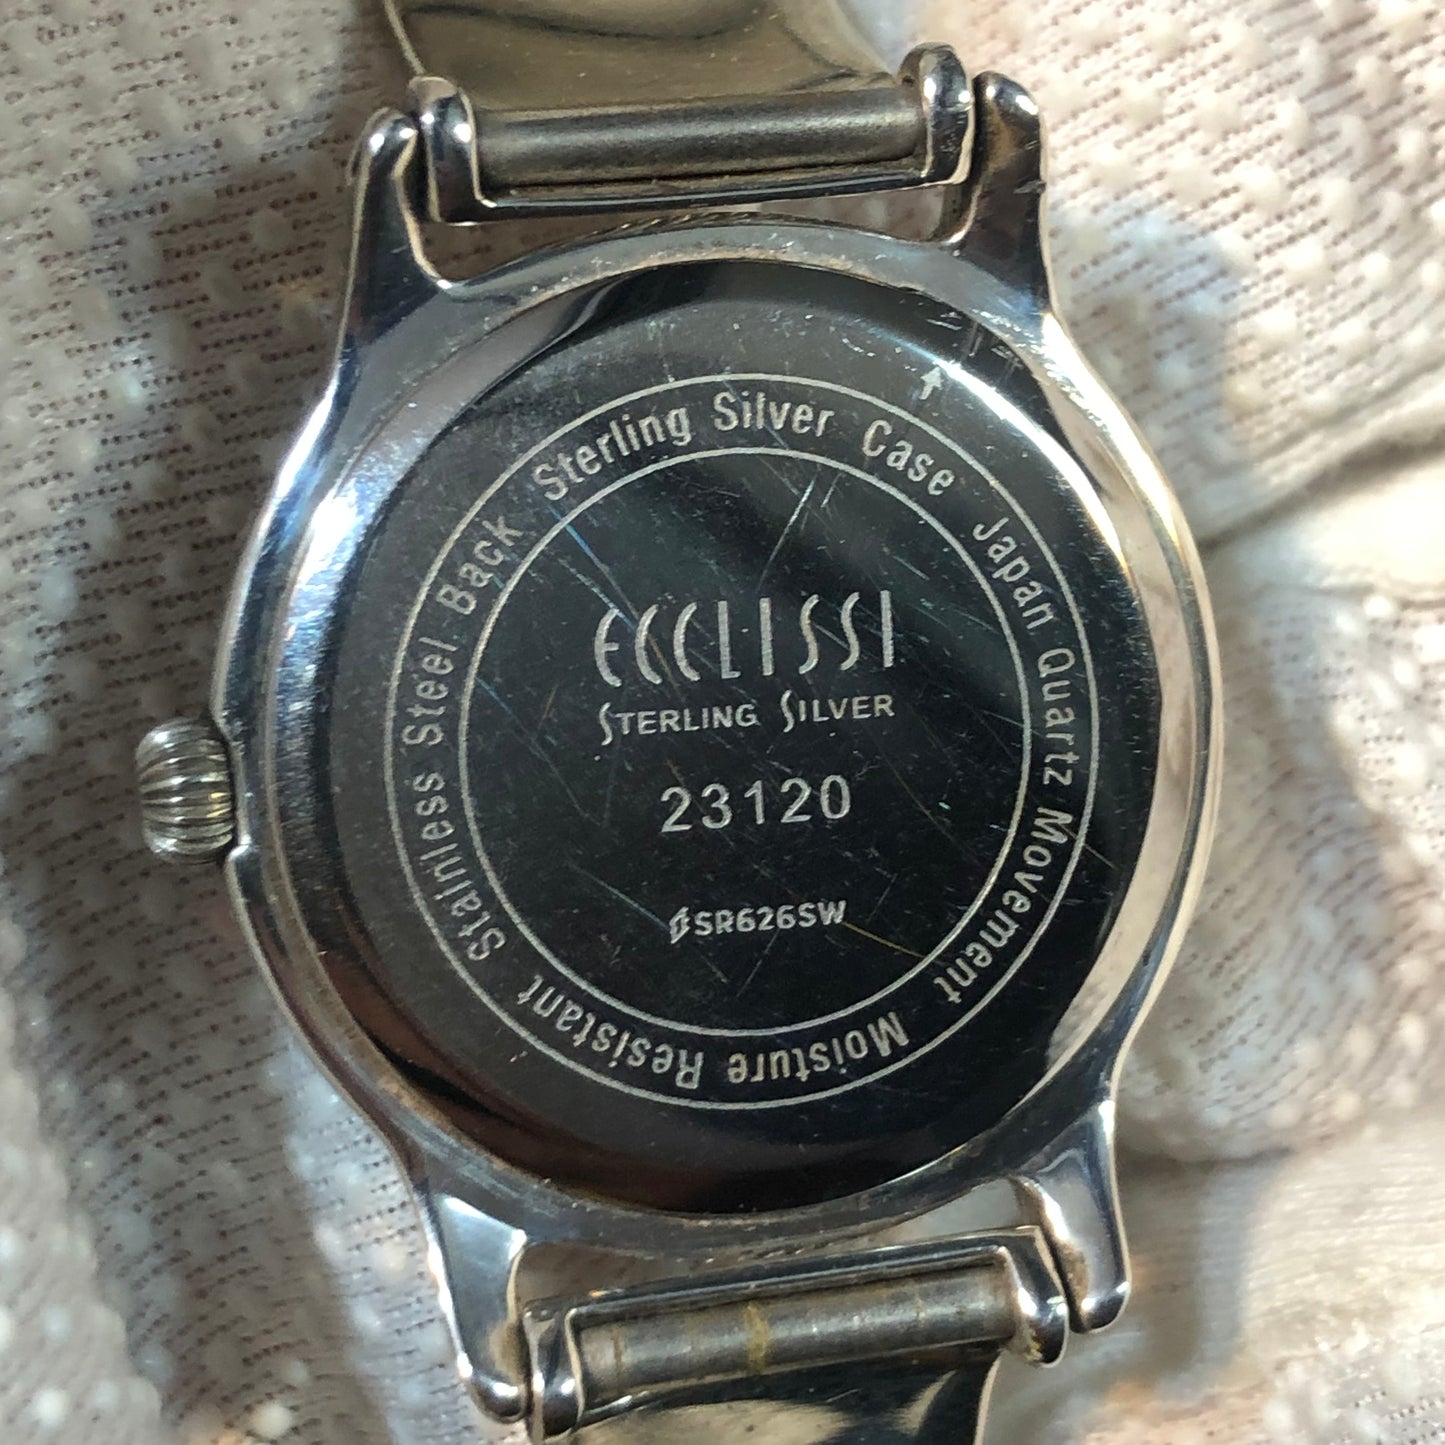 ECCLISSI
STERLING SILVER
23120
SR626SW
Sterling Silver Case Japan Quartz Movement Moisture Resistant Stainless Steel Back